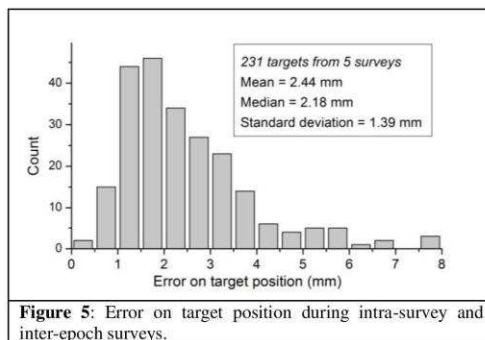 231 targets from 5 surveys
Mean = 2.44 mm
Median = 2.18 mm
Standard deviation = 1.39 mm
Count
40
30
20
10
0
0 1 2 3 4 5 6 7 8
Error on target position (mm)
Figure 5: Error on target position during intra-survey and
inter-epoch surveys.